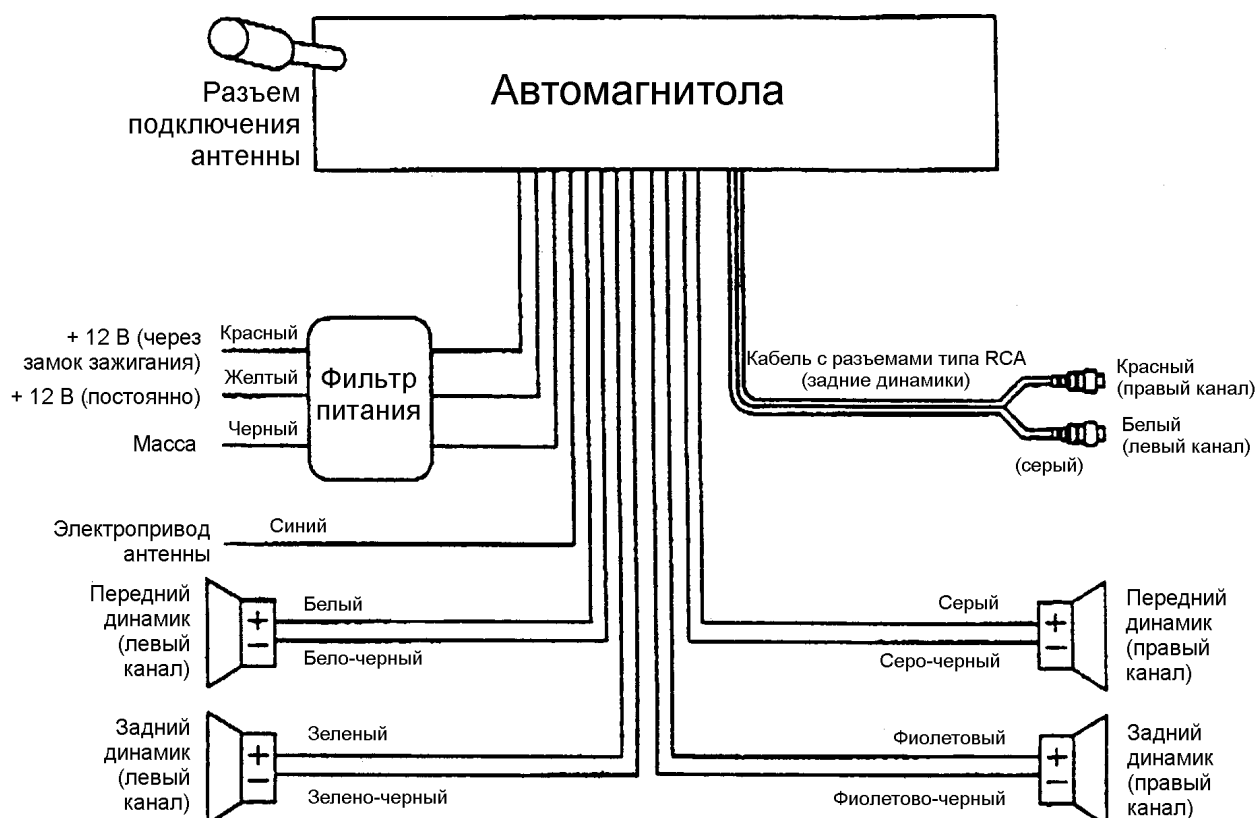 Автомагнитола
Разъем
подключения
антенны
+ 12 В (через
замок зажигания)
Красный
+ 12 В (постоянно)
Желтый
Масса
Черный
Фильтр
питания
Кабель с разъемами типа RCA
(задние динамики)
Красный
(правый канал)
Белый
(левый канал)
(серый)
Электропривод
антенны
Синий
Передний
динамик
(левый
канал)
Белый
+
−
Бело-черный
Серый
+
−
Серо-черный
Передний
динамик
(правый
канал)
Задний
динамик
(левый
канал)
Зеленый
+
−
Зелено-черный
Фиолетовый
+
−
Фиолетово-черный
Задний
динамик
(правый
канал)